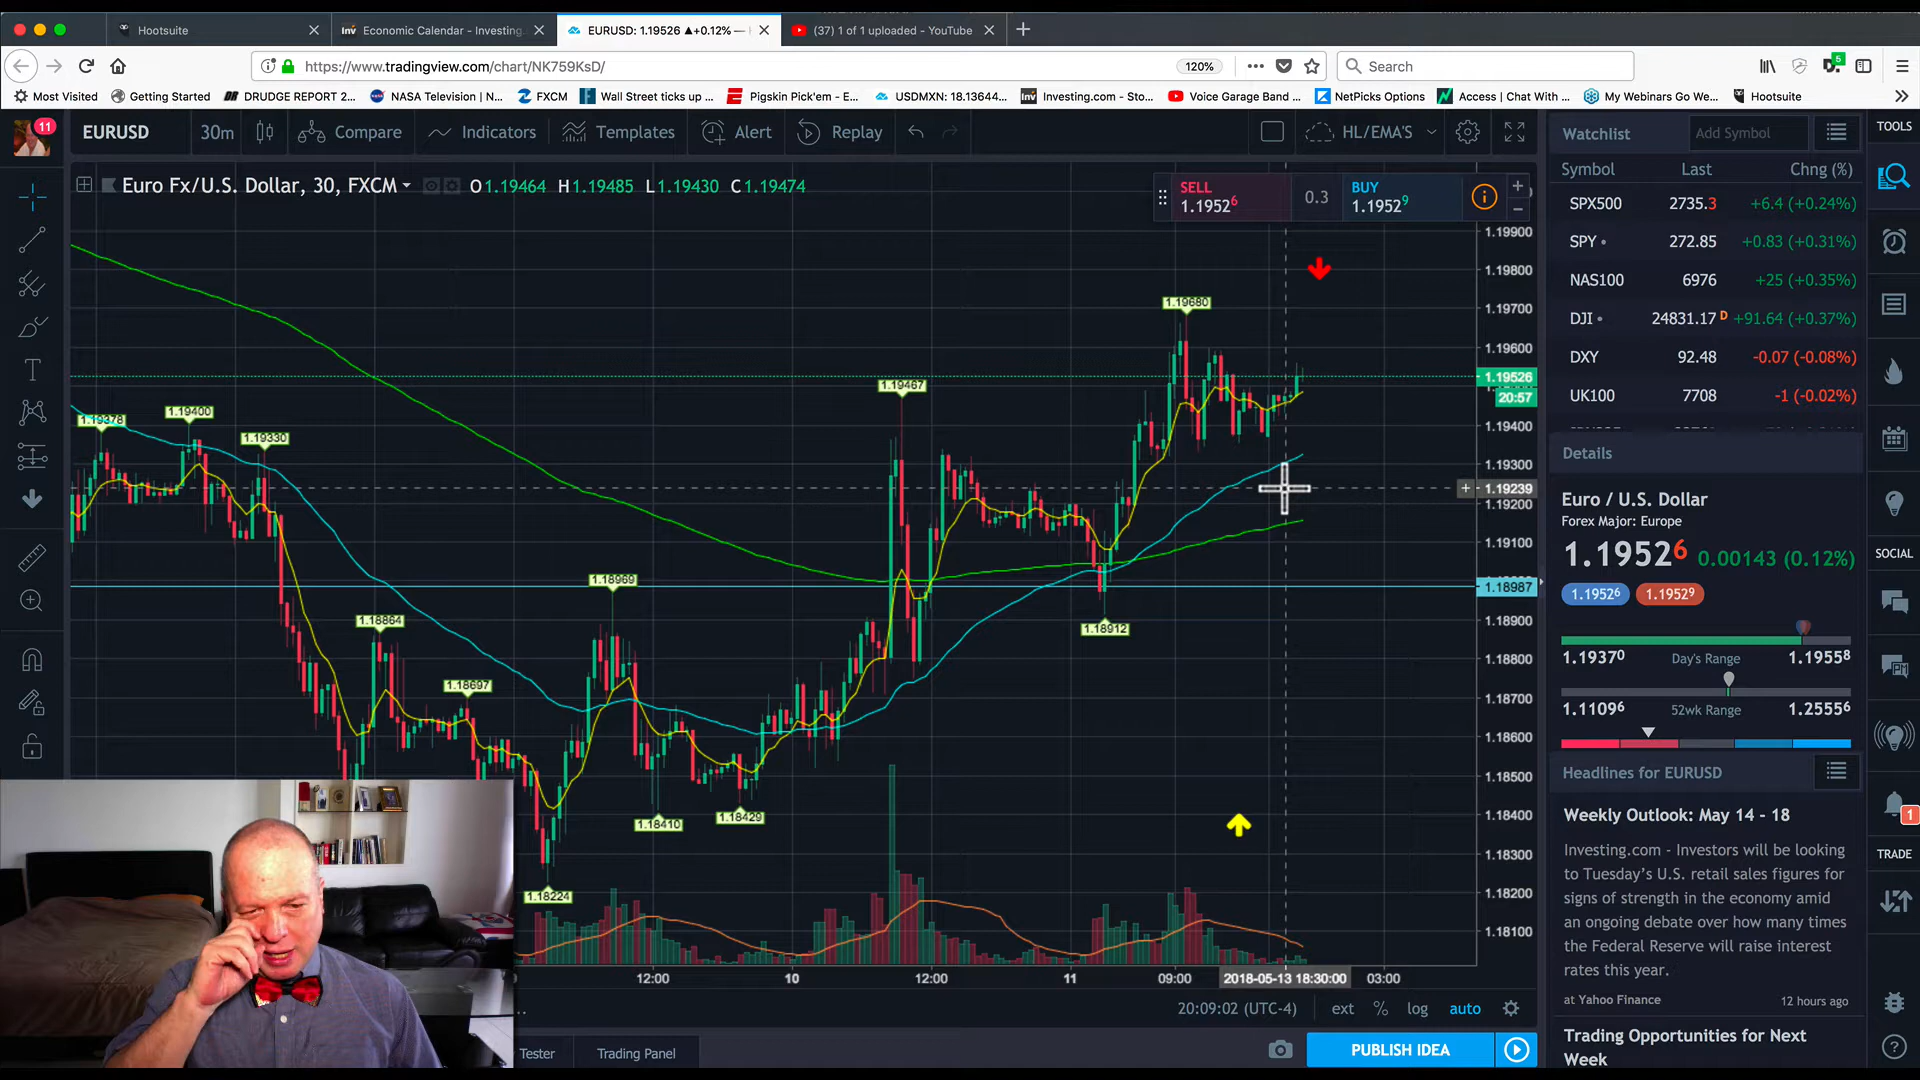 Hootsuite
Economic Calendar - Investing.
EURUSD: 1.19526 ▲+0.12% —
(37) 1 of 1 uploaded - YouTube
https://www.tradingview.com/chart/NK759KsD/
120%
Search
5
Most Visited
Getting Started
DRUDGE REPORT 2...
NASA Television | N...
FXCM
Wall Street ticks up ...
Pigskin Pick'em - E...
USDMXN: 18.13644...
Investing.com - Sto...
Voice Garage Band ...
NetPicks Options
Access | Chat With ...
My Webinars Go We...
Hootsuite
11
EURUSD
30m
Compare
Indicators
Templates
Alert
Replay
HL/EMA'S
Euro Fx/U.S. Dollar, 30, FXCM
O1.19464 H1.19485 L1.19430 C1.19474
SELL
1.19526
0.3
BUY
1.19529
1.19900
1.19800
1.19700
1.19600
1.19526
20:57
1.19400
1.19300
1.19239
1.19200
1.19100
1.18987
1.18900
1.18800
1.18700
1.18600
1.18500
1.18400
1.18300
1.18200
1.18100
1.19378
1.19400
1.19330
1.18864
1.18697
1.18224
1.18969
1.18410
1.18429
1.19467
1.18912
1.19680
12:00
10
12:00
11
09:00
2018-05-13 18:30:00
03:00
20:09:02 (UTC-4)
ext
%
log
auto
Tester
Trading Panel
PUBLISH IDEA
Watchlist
Add Symbol
Symbol Last Chng (%)
SPX500 2735.3 +6.4 (+0.24%)
SPY 272.85 +0.83 (+0.31%)
NAS100 6976 +25 (+0.35%)
DJI 24831.17 D +91.64 (+0.37%)
DXY 92.48 -0.07 (-0.08%)
UK100 7708 -1 (-0.02%)
Details
Euro / U.S. Dollar
Forex Major: Europe
1.19526 0.00143 (0.12%)
1.19526 1.19529
1.19370 Day's Range 1.19558
1.11096 52wk Range 1.25556
Headlines for EURUSD
Weekly Outlook: May 14 - 18
Investing.com - Investors will be looking
to Tuesday's U.S. retail sales figures for
signs of strength in the economy amid
an ongoing debate over how many times
the Federal Reserve will raise interest
rates this year.
at Yahoo Finance 12 hours ago
Trading Opportunities for Next
Week
TOOLS
SOCIAL
1
TRADE